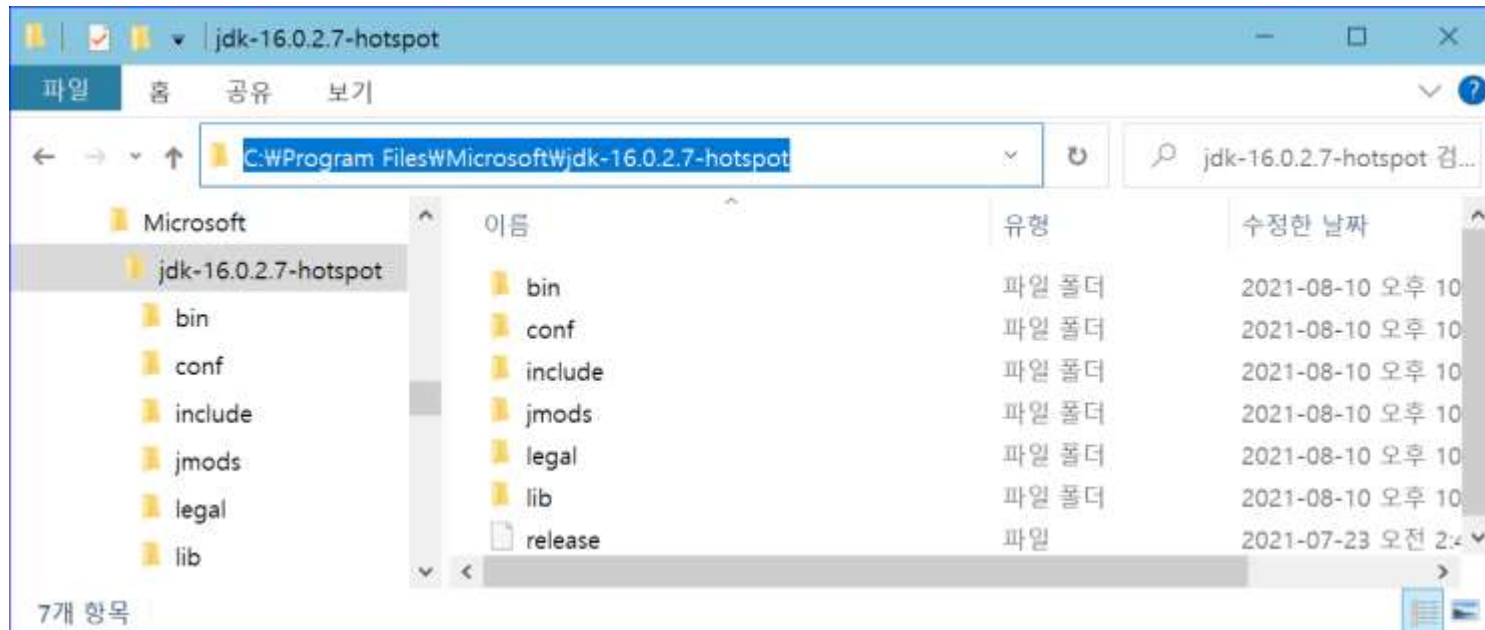 jdk-16.0.2.7-hotspot
파일 홈 공유 보기
C:₩Program Files₩Microsoft₩jdk-16.0.2.7-hotspot jdk-16.0.2.7-hotspot 검...
Microsoft
jdk-16.0.2.7-hotspot
bin
conf
include
jmods
legal
lib
이름 유형 수정한 날짜
bin 파일 폴더 2021-08-10 오후 10
conf 파일 폴더 2021-08-10 오후 10
include 파일 폴더 2021-08-10 오후 10
jmods 파일 폴더 2021-08-10 오후 10
legal 파일 폴더 2021-08-10 오후 10
lib 파일 폴더 2021-08-10 오후 10
release 파일 2021-07-23 오전 2:4
7개 항목